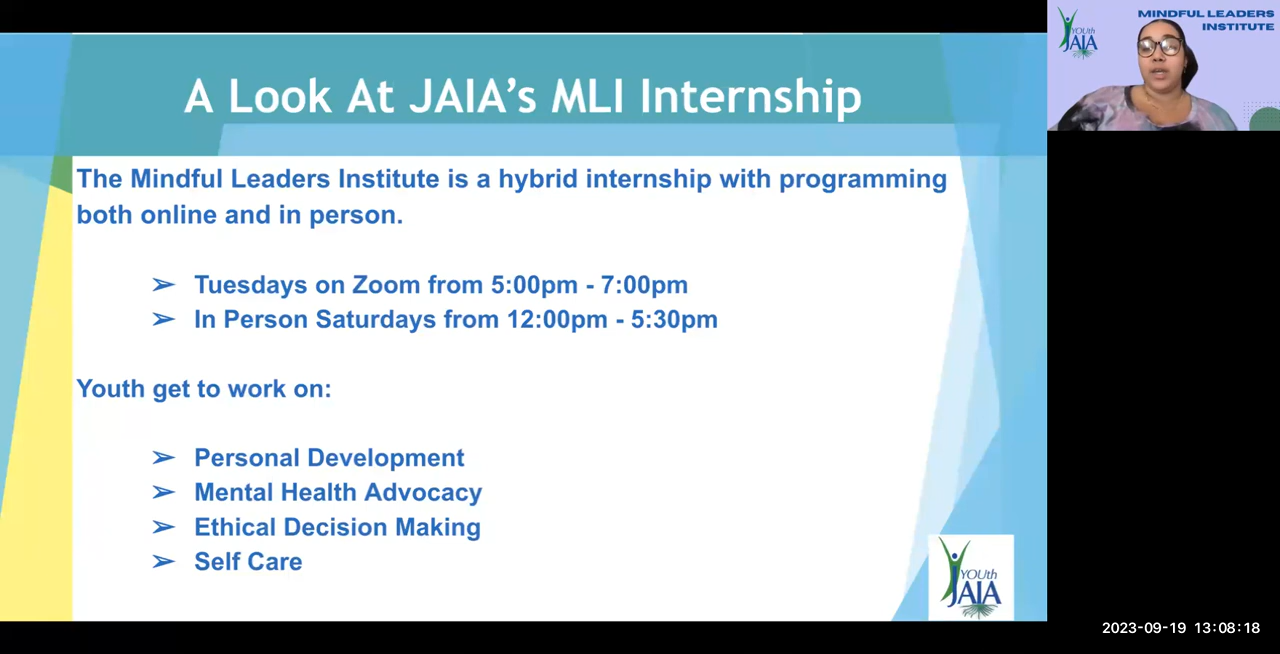 A Look At JAIA's MLI Internship
The Mindful Leaders Institute is a hybrid internship with programming
both online and in person.
➢ Tuesdays on Zoom from 5:00pm - 7:00pm
➢ In Person Saturdays from 12:00pm - 5:30pm
Youth get to work on:
➢ Personal Development
➢ Mental Health Advocacy
➢ Ethical Decision Making
➢ Self Care
YOUth
JAIA
YOUth
JAIA
MINDFUL LEADERS
INSTITUTE
2023-09-19 13:08:18